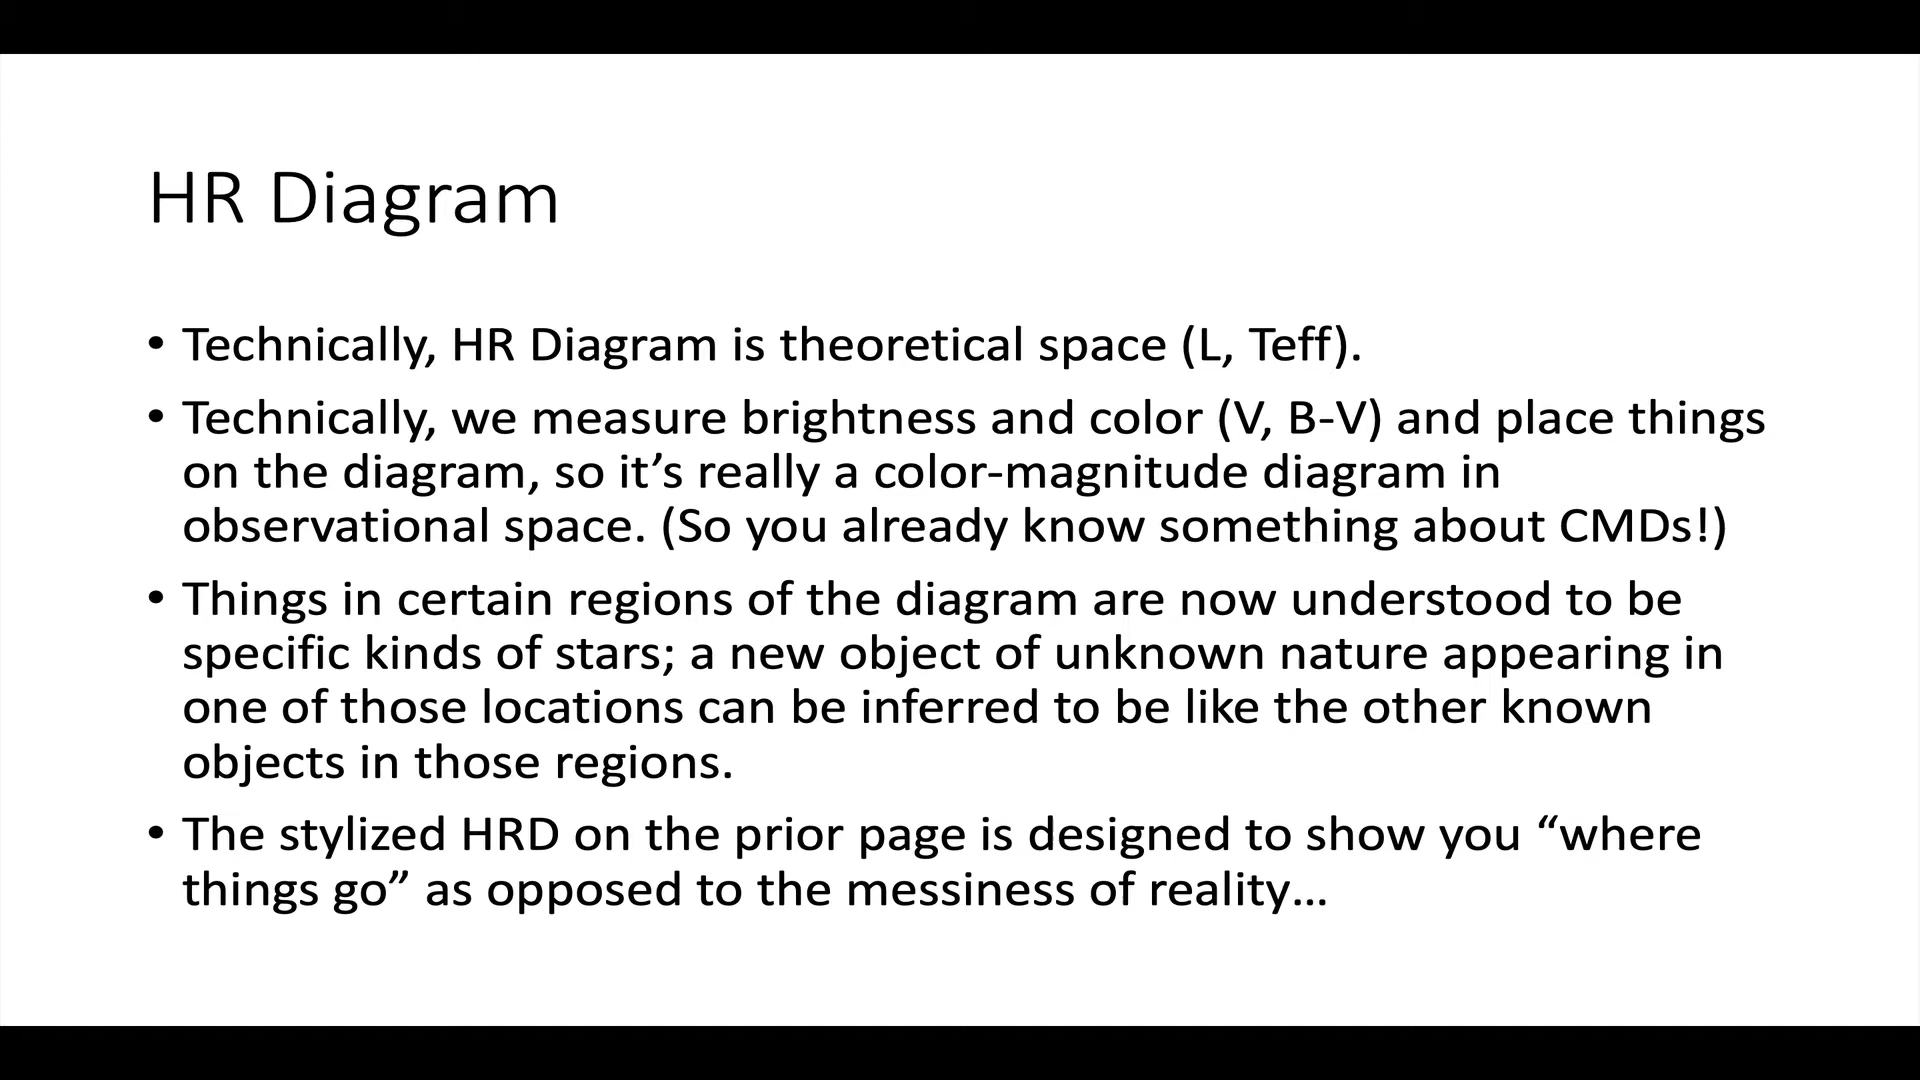 HR Diagram
• Technically, HR Diagram is theoretical space (L, Teff).
• Technically, we measure brightness and color (V, B-V) and place things
on the diagram, so it’s really a color-magnitude diagram in
observational space. (So you already know something about CMDs!)
• Things in certain regions of the diagram are now understood to be
specific kinds of stars; a new object of unknown nature appearing in
one of those locations can be inferred to be like the other known
objects in those regions.
• The stylized HRD on the prior page is designed to show you “where
things go” as opposed to the messiness of reality…